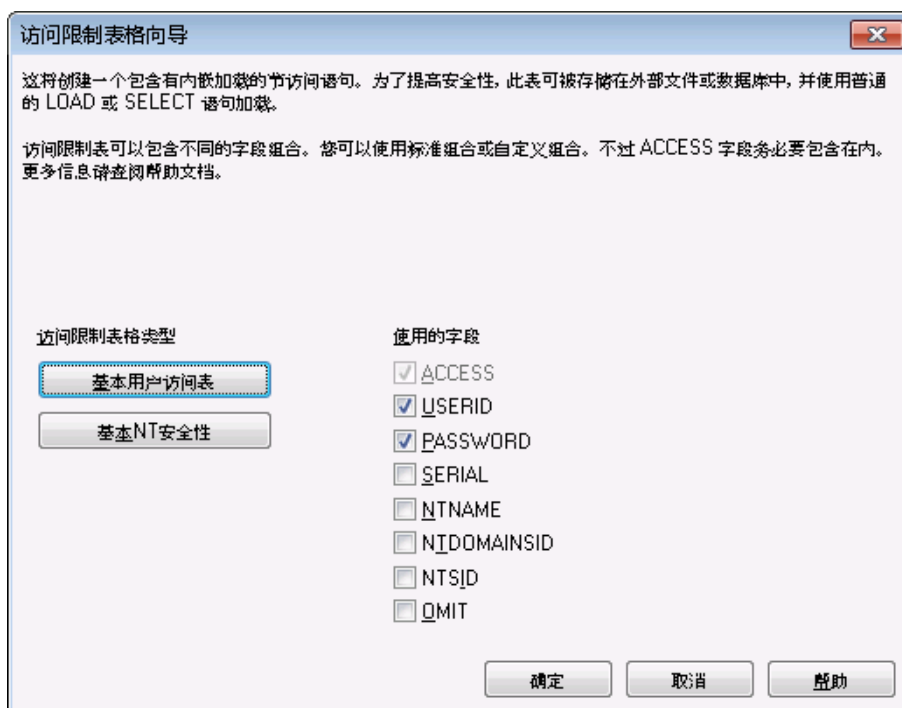 访问限制表格向导
这将创建一个包含有内嵌加载的节访问语句。为了提高安全性, 此表可被存储在外部文件或数据库中, 并使用普通
的 LOAD 或 SELECT 语句加载。
访问限制表可以包含不同的字段组合。您可以使用标准组合或自定义组合。不过 ACCESS 字段务必要包含在内。
更多信息请查阅帮助文档。
访问限制表格类型
使用的字段
基本用户访问表
ACCESS
USERID
基本NT安全性
PASSWORD
SERIAL
NTNAME
NTDOMAINSID
NTSID
OMIT
确定
取消
帮助